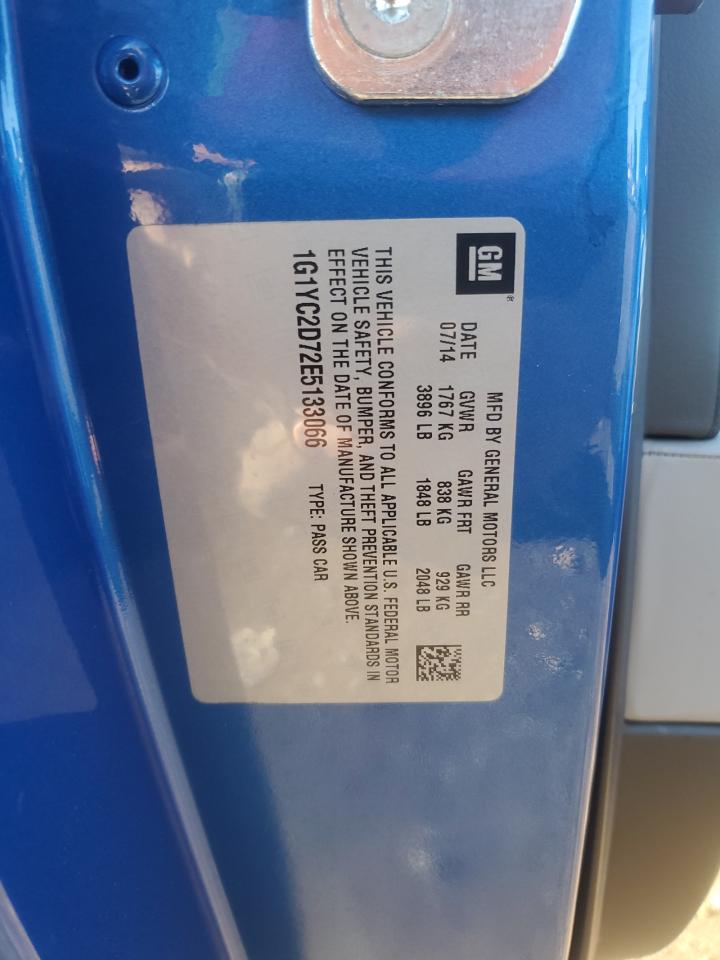 GM®
MFD BY GENERAL MOTORS LLC
DATE GVWR GAWR FRT GAWR RR
07/14 1767 KG 838 KG 929 KG
3896 LB 1848 LB 2048 LB
THIS VEHICLE CONFORMS TO ALL APPLICABLE U.S. FEDERAL MOTOR
VEHICLE SAFETY, BUMPER, AND THEFT PREVENTION STANDARDS IN
EFFECT ON THE DATE OF MANUFACTURE SHOWN ABOVE.
1G1YC2D72E5133066 TYPE: PASS CAR